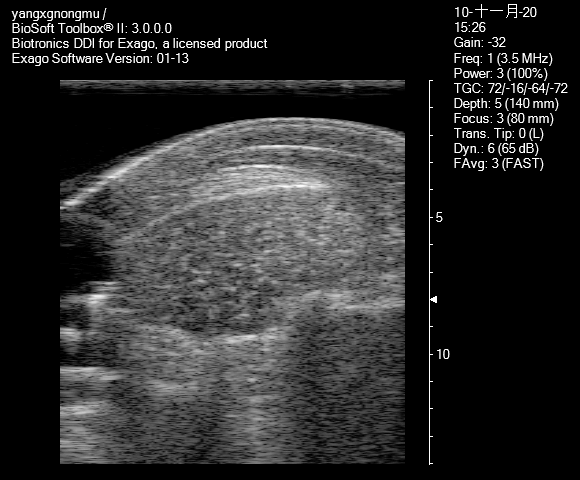 yangxgnongmu /
BioSoft Toolbox® II: 3.0.0.0
Biotronics DDI for Exago, a licensed product
Exago Software Version: 01-13
10-十一月-20
15:26
Gain: -32
Freq: 1 (3.5 MHz)
Power: 3 (100%)
TGC: 72/-16/-64/-72
Depth: 5 (140 mm)
Focus: 3 (80 mm)
Trans. Tip: 0 (L)
Dyn.: 6 (65 dB)
FAvg: 3 (FAST)
5
10